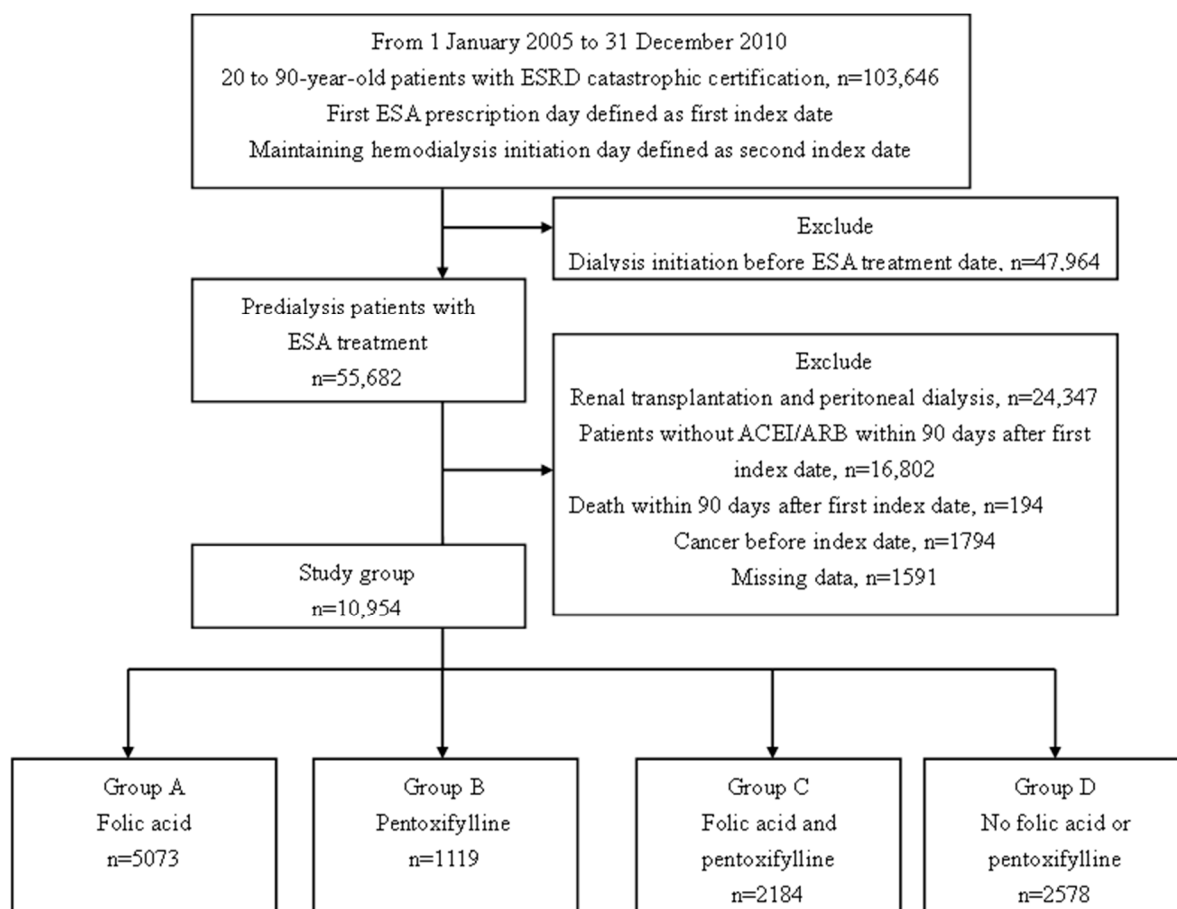 From 1 January 2005 to 31 December 2010
20 to 90-year-old patients with ESRD catastrophic certification, n=103,646
First ESA prescription day defined as first index date
Maintaining hemodialysis initiation day defined as second index date
Exclude
Dialysis initiation before ESA treatment date, n=47,964
Predialysis patients with
ESA treatment
n=55,682
Exclude
Renal transplantation and peritoneal dialysis, n=24,347
Patients without ACEI/ARB within 90 days after first
index date, n=16,802
Death within 90 days after first index date, n=194
Cancer before index date, n=1794
Missing data, n=1591
Study group
n=10,954
Group A
Folic acid
n=5073
Group B
Pentoxifylline
n=1119
Group C
Folic acid and
pentoxifylline
n=2184
Group D
No folic acid or
pentoxifylline
n=2578